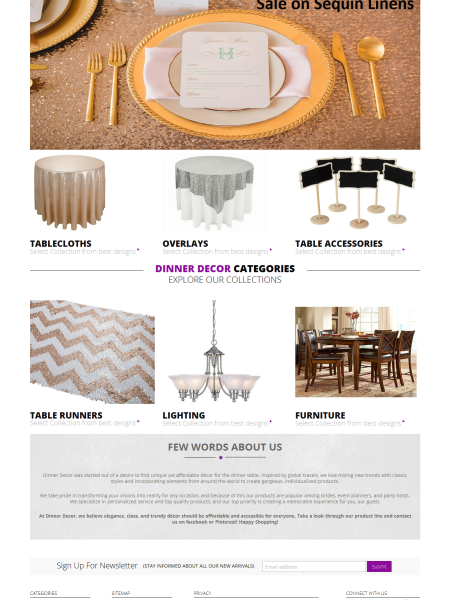 Sale on Sequin Linens
Dinner Menu
H
TABLECLOTHS
Select Collection from best designs
OVERLAYS
Select Collection from best designs
TABLE ACCESSORIES
Select Collection from best designs
DINNER DECOR CATEGORIES
EXPLORE OUR COLLECTIONS
TABLE RUNNERS
Select Collection from best designs
LIGHTING
Select Collection from best designs
FURNITURE
Select Collection from best designs
FEW WORDS ABOUT US
Dinner Decor was started out of a desire to find unique yet affordable décor for the dinner table. Inspired by global travels, we love mixing new trends with classic
styles and incorporating elements from around the world to create gorgeous, individualized products.
We take pride in transforming your visions into reality for any occasion, and because of this our products are popular among brides, event planners, and party hosts.
We specialize in personalized service and top quality products, and our top priority is creating a memorable experience for you, our guest.
At Dinner Decor, we believe elegance, class, and trendy décor should be affordable and accessible for everyone. Take a look through our product line and contact
us on facebook or Pinterest! Happy Shopping!
Sign Up For Newsletter (STAY INFORMED ABOUT ALL OUR NEW ARRIVALS) Email address Submit
CATEGORIES SITEMAP PRIVACY CONNECT WITH US